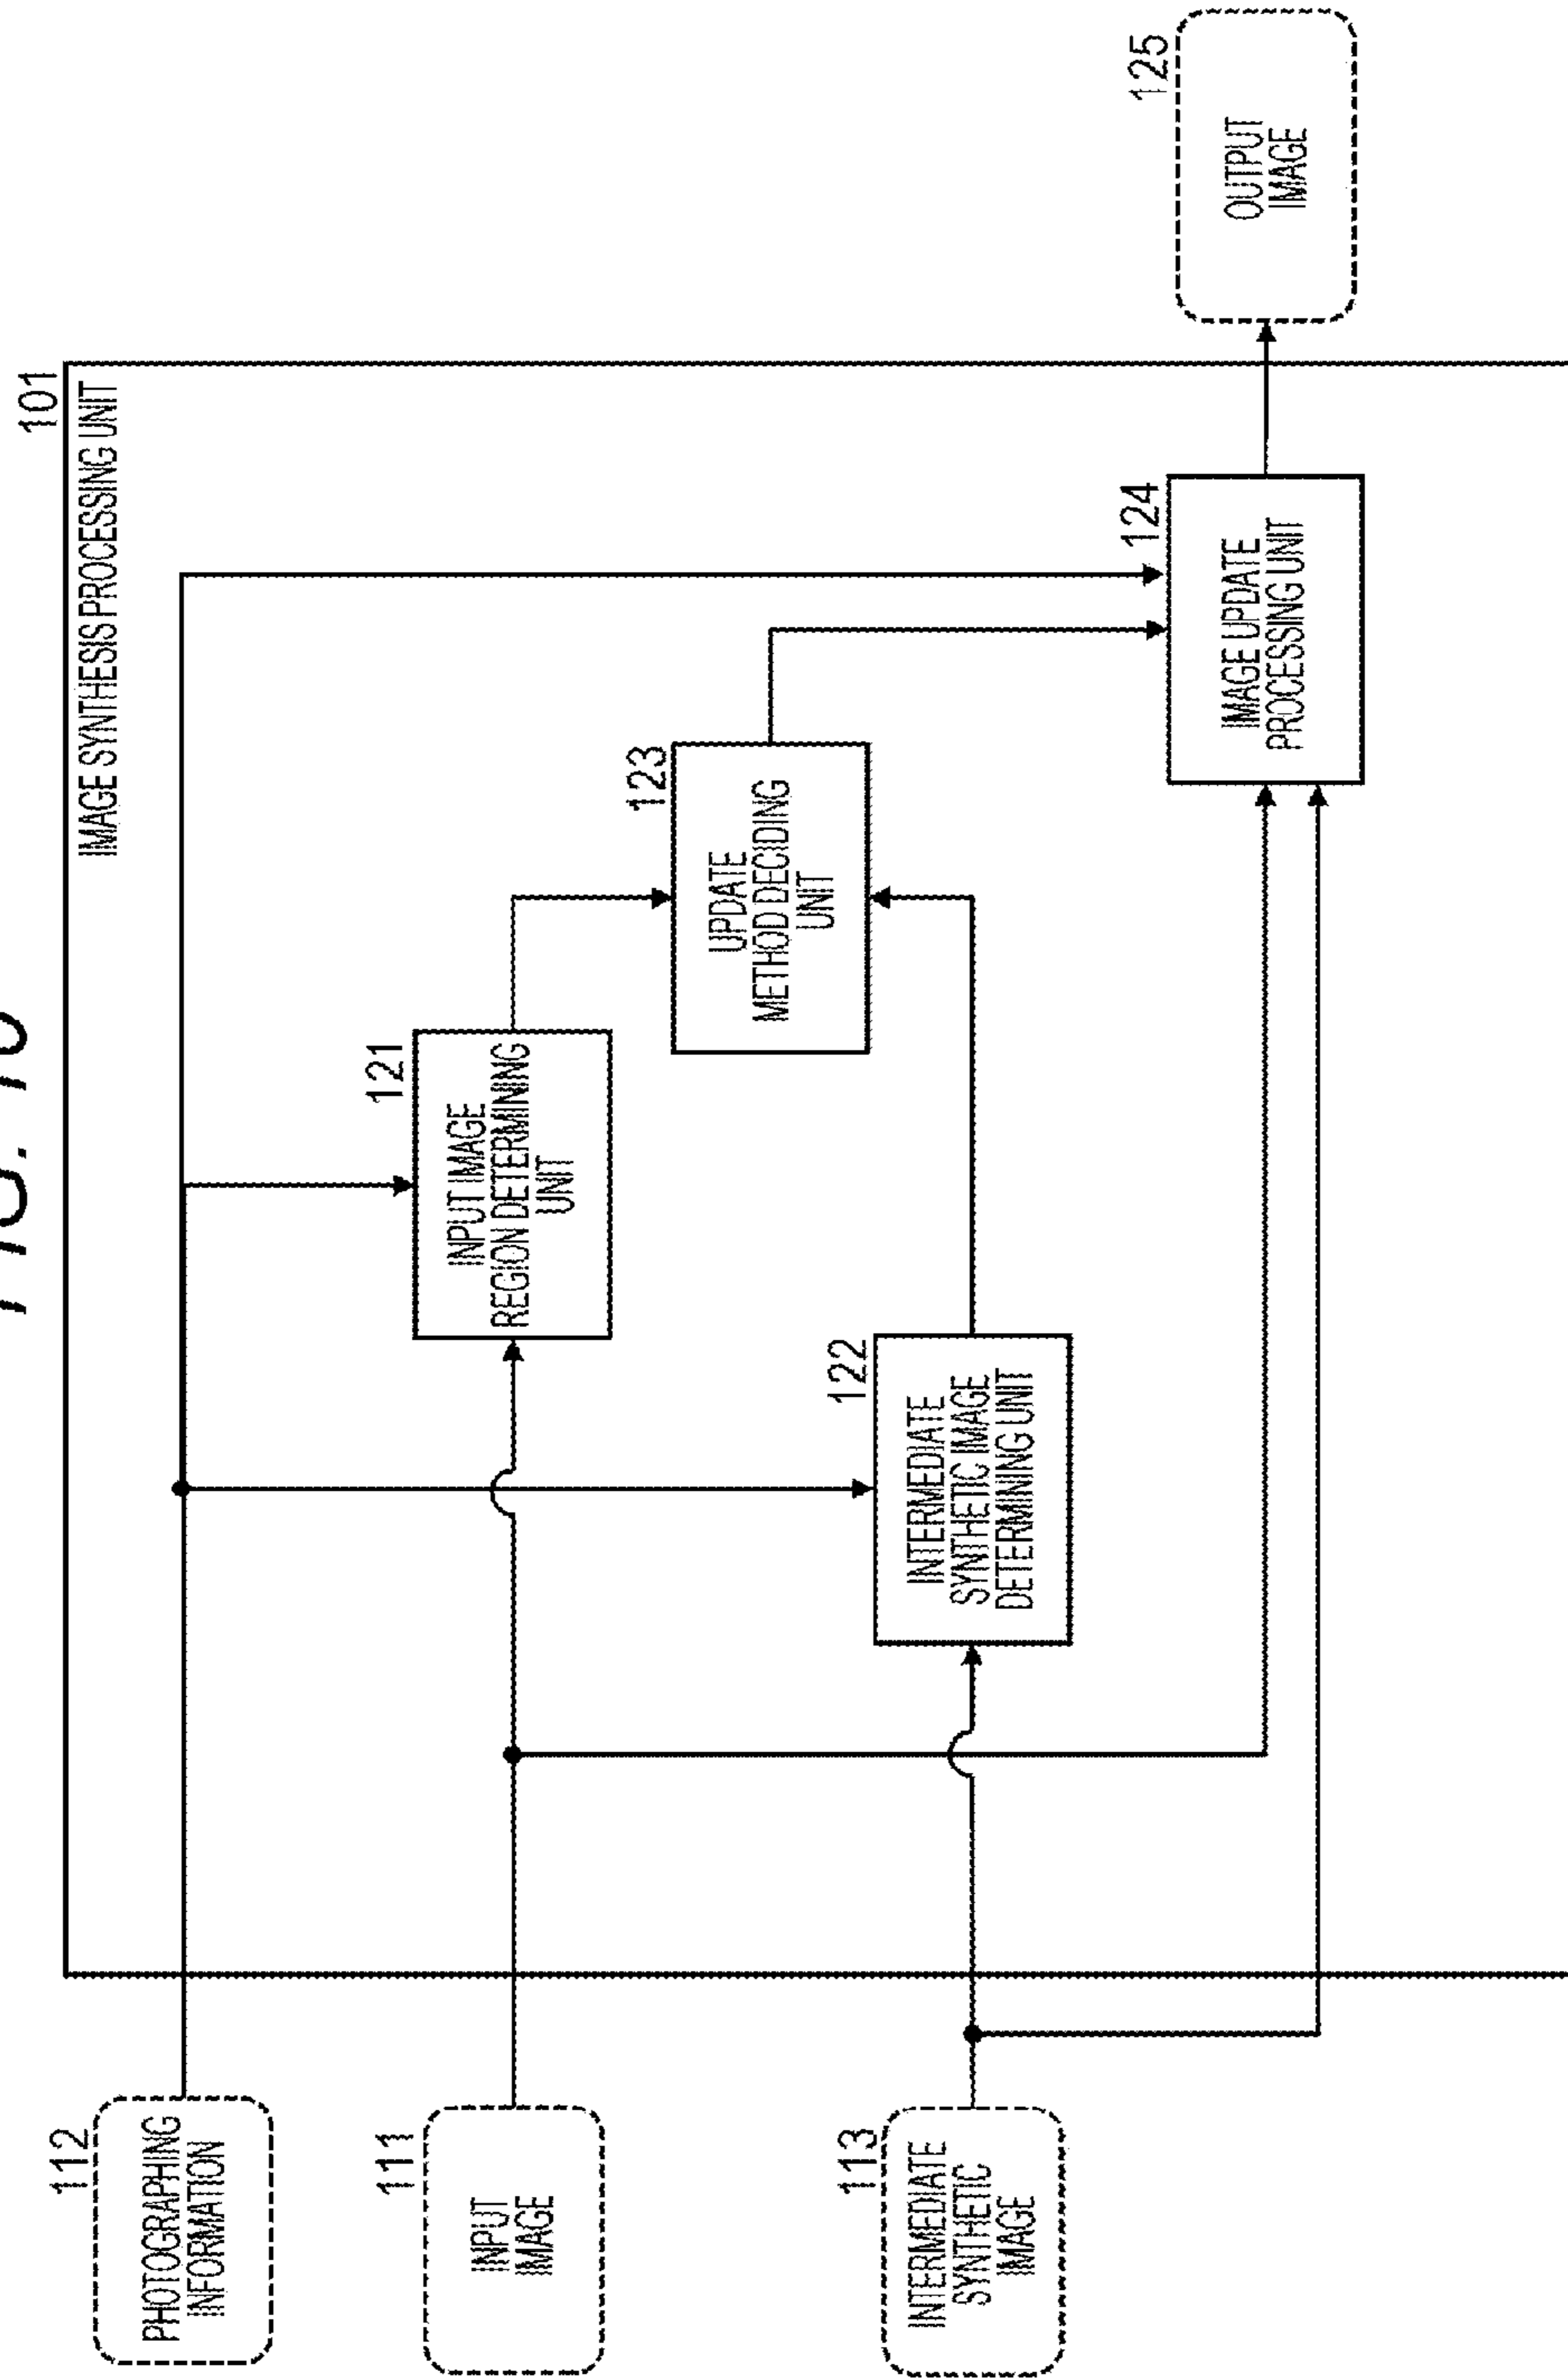 101
IMAGE SYNTHESIS PROCESSING UNIT
112
PHOTOGRAPHING
INFORMATION
111
INPUT
IMAGE
113
INTERMEDIATE
SYNTHETIC
IMAGE
121
INPUT IMAGE
REGION DETERMINING
UNIT
122
INTERMEDIATE
SYNTHETIC IMAGE
DETERMINING UNIT
123
UPDATE
METHOD DECIDING
UNIT
124
IMAGE UPDATE
PROCESSING UNIT
125
OUTPUT
IMAGE